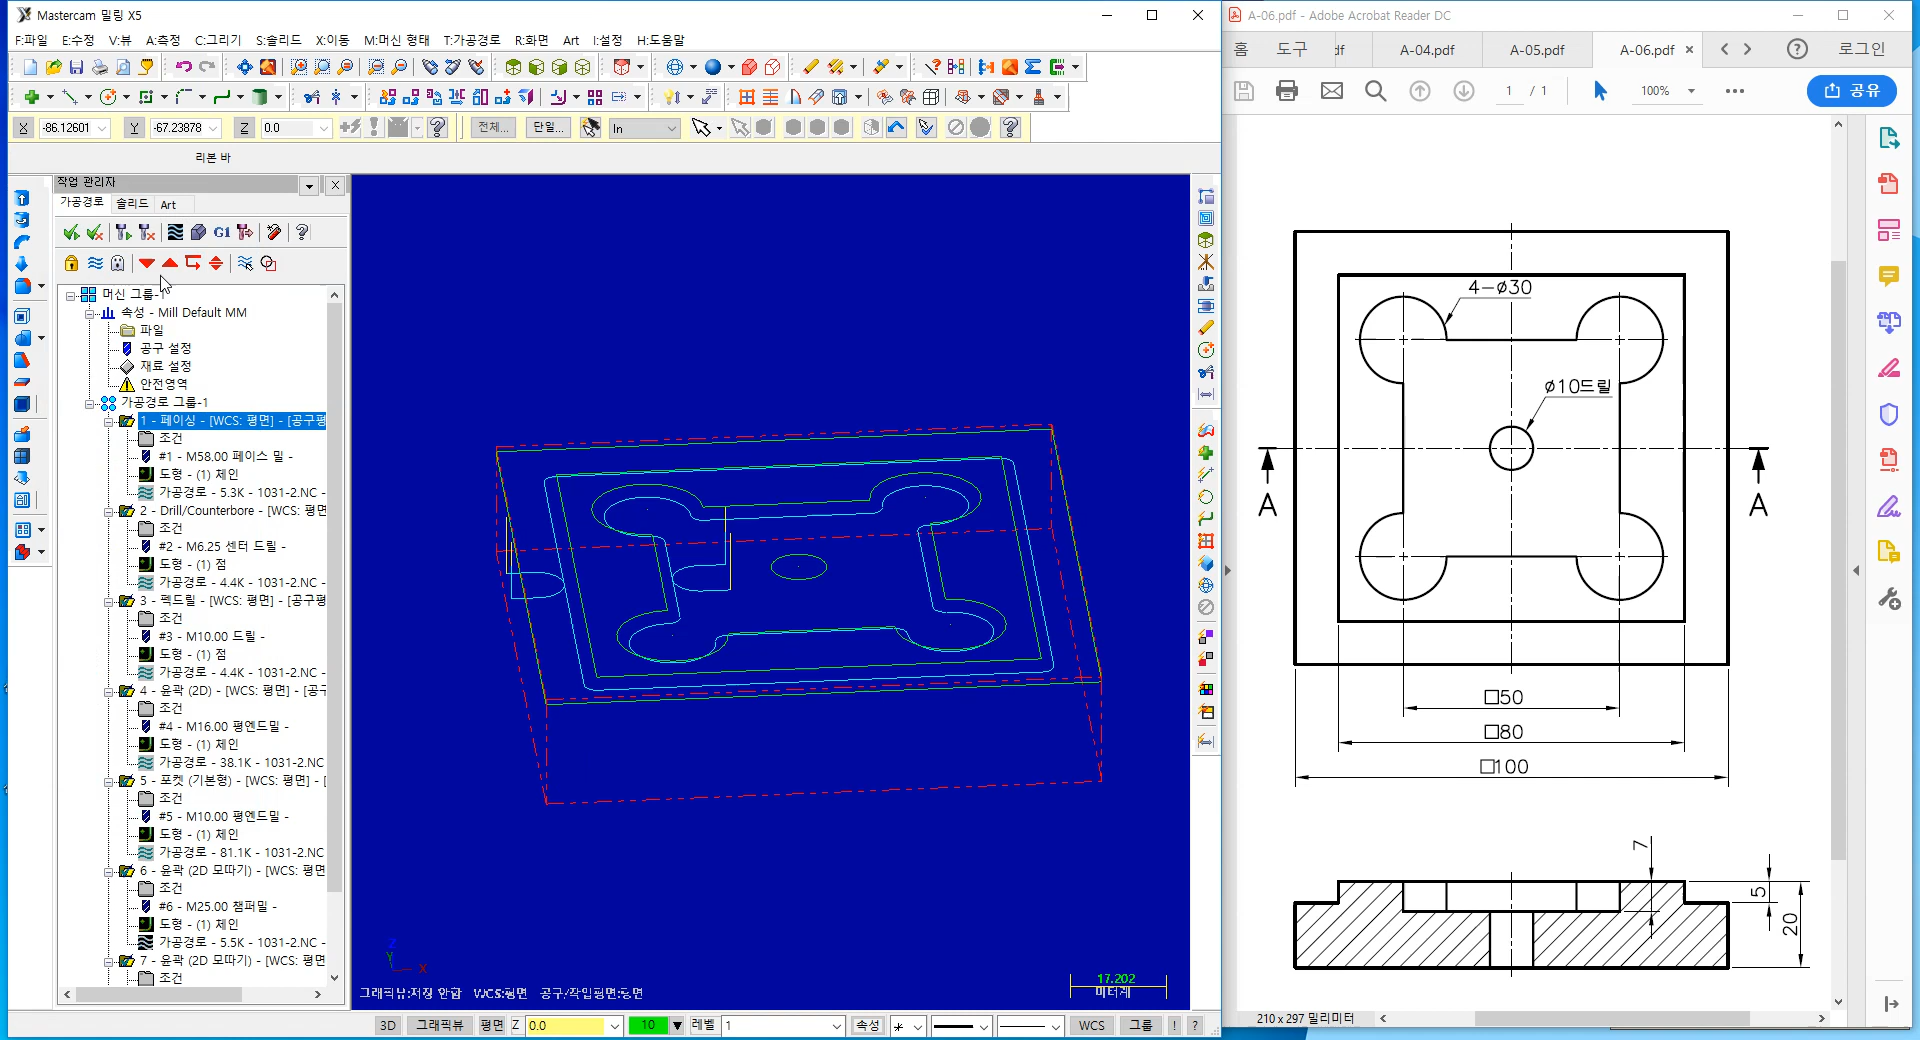 Mastercam 밀링 X5
F:파일 E:수정 V:뷰 A:측정 C:그리기 S:솔리드 X:이동 M:머신 형태 T:가공경로 R:화면 Art I:설정 H:도움말
X -86.12601 Y -67.23878 Z 0.0 전체... 단일... In
리본 바
작업 관리자
가공경로 솔리드 Art
G1
머신 그룹-1
속성 - Mill Default MM
파일
공구 설정
재료 설정
안전영역
가공경로 그룹-1
1 - 페이싱 - [WCS: 평면] - [공구평
조건
#1 - M58.00 페이스 밀 -
도형 - (1) 체인
가공경로 - 5.3K - 1031-2.NC -
2 - Drill/Counterbore - [WCS: 평면
조건
#2 - M6.25 센터 드릴 -
도형 - (1) 점
가공경로 - 4.4K - 1031-2.NC -
3 - 펙드릴 - [WCS: 평면] - [공구평
조건
#3 - M10.00 드릴 -
도형 - (1) 점
가공경로 - 4.4K - 1031-2.NC -
4 - 윤곽 (2D) - [WCS: 평면] - [공구
조건
#4 - M16.00 평엔드밀 -
도형 - (1) 체인
가공경로 - 38.1K - 1031-2.NC
5 - 포켓 (기본형) - [WCS: 평면] - [
조건
#5 - M10.00 평엔드밀 -
도형 - (1) 체인
가공경로 - 81.1K - 1031-2.NC
6 - 윤곽 (2D 모따기) - [WCS: 평면
조건
#6 - M25.00 챔퍼밀 -
도형 - (1) 체인
가공경로 - 5.5K - 1031-2.NC -
7 - 윤곽 (2D 모따기) - [WCS: 평면
조건
Z
Y
X
그래픽뷰:저장 안함 WCS:평면 공구/작업평면:평면
17.202
미터계
3D 그래픽뷰 평면 Z 0.0 10 레벨 1 속성 WCS 그룹 ! ?
A-06.pdf - Adobe Acrobat Reader DC
홈 도구 df A-04.pdf A-05.pdf A-06.pdf × 로그인
1 / 1 100% 공유
4-ø30
ø10드릴
A A
□50
□80
□100
7
5
20
210 x 297 밀리미터